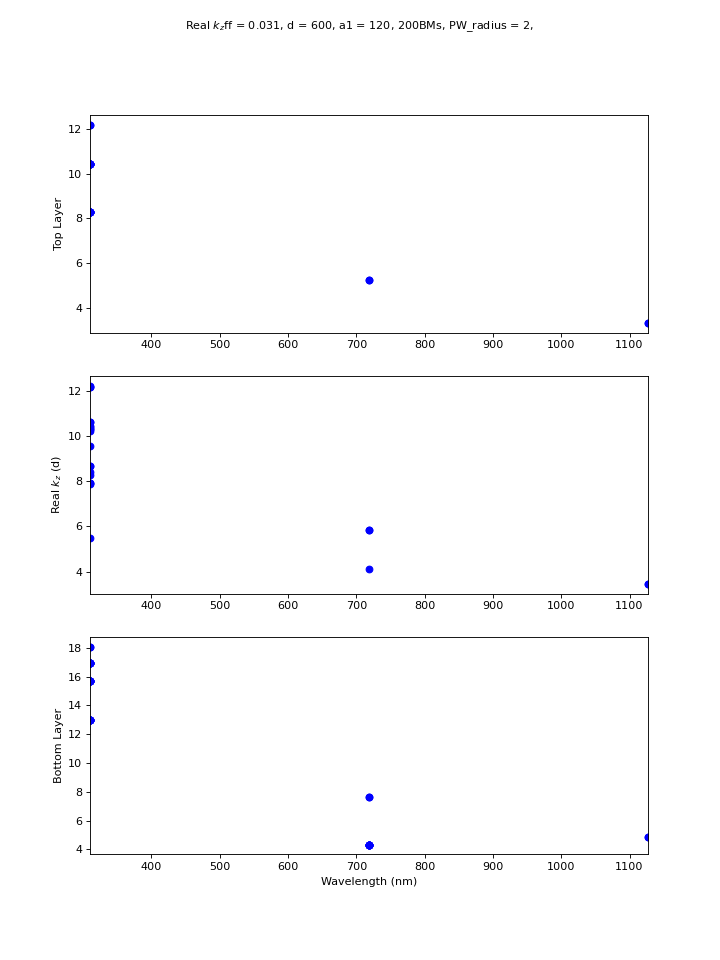 Real k_zff = 0.031, d = 600, a1 = 120, 200BMs, PW_radius = 2,
12
10
8
6
4
Top Layer
400 500 600 700 800 900 1000 1100
12
10
8
6
4
Real k_z (d)
400 500 600 700 800 900 1000 1100
18
16
14
12
10
8
6
4
Bottom Layer
400 500 600 700 800 900 1000 1100
Wavelength (nm)